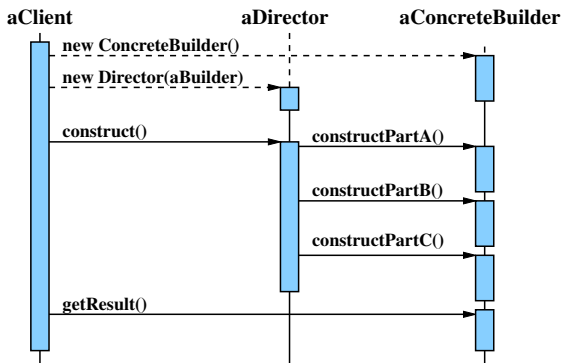 aClient aDirector aConcreteBuilder
new ConcreteBuilder()
new Director(aBuilder)
construct() constructPartA()
constructPartB()
constructPartC()
getResult()